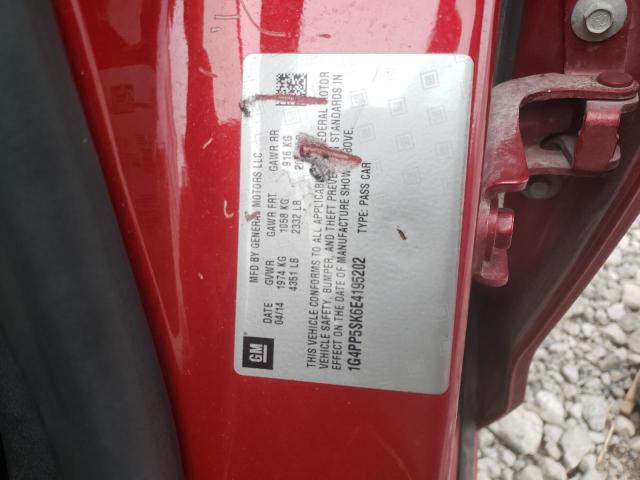 GM
MFD BY GENERAL MOTORS LLC
DATE GVWR GAWR FRT GAWR RR
04/14 1974 KG 1058 KG 916 KG
4351 LB 2332 LB
THIS VEHICLE CONFORMS TO ALL APPLICABLE FEDERAL MOTOR
VEHICLE SAFETY, BUMPER, AND THEFT STANDARDS IN
EFFECT ON THE DATE OF MANUFACTURE SHOWN ABOVE.
1G4PP5SK6E4195202 TYPE: PASS CAR